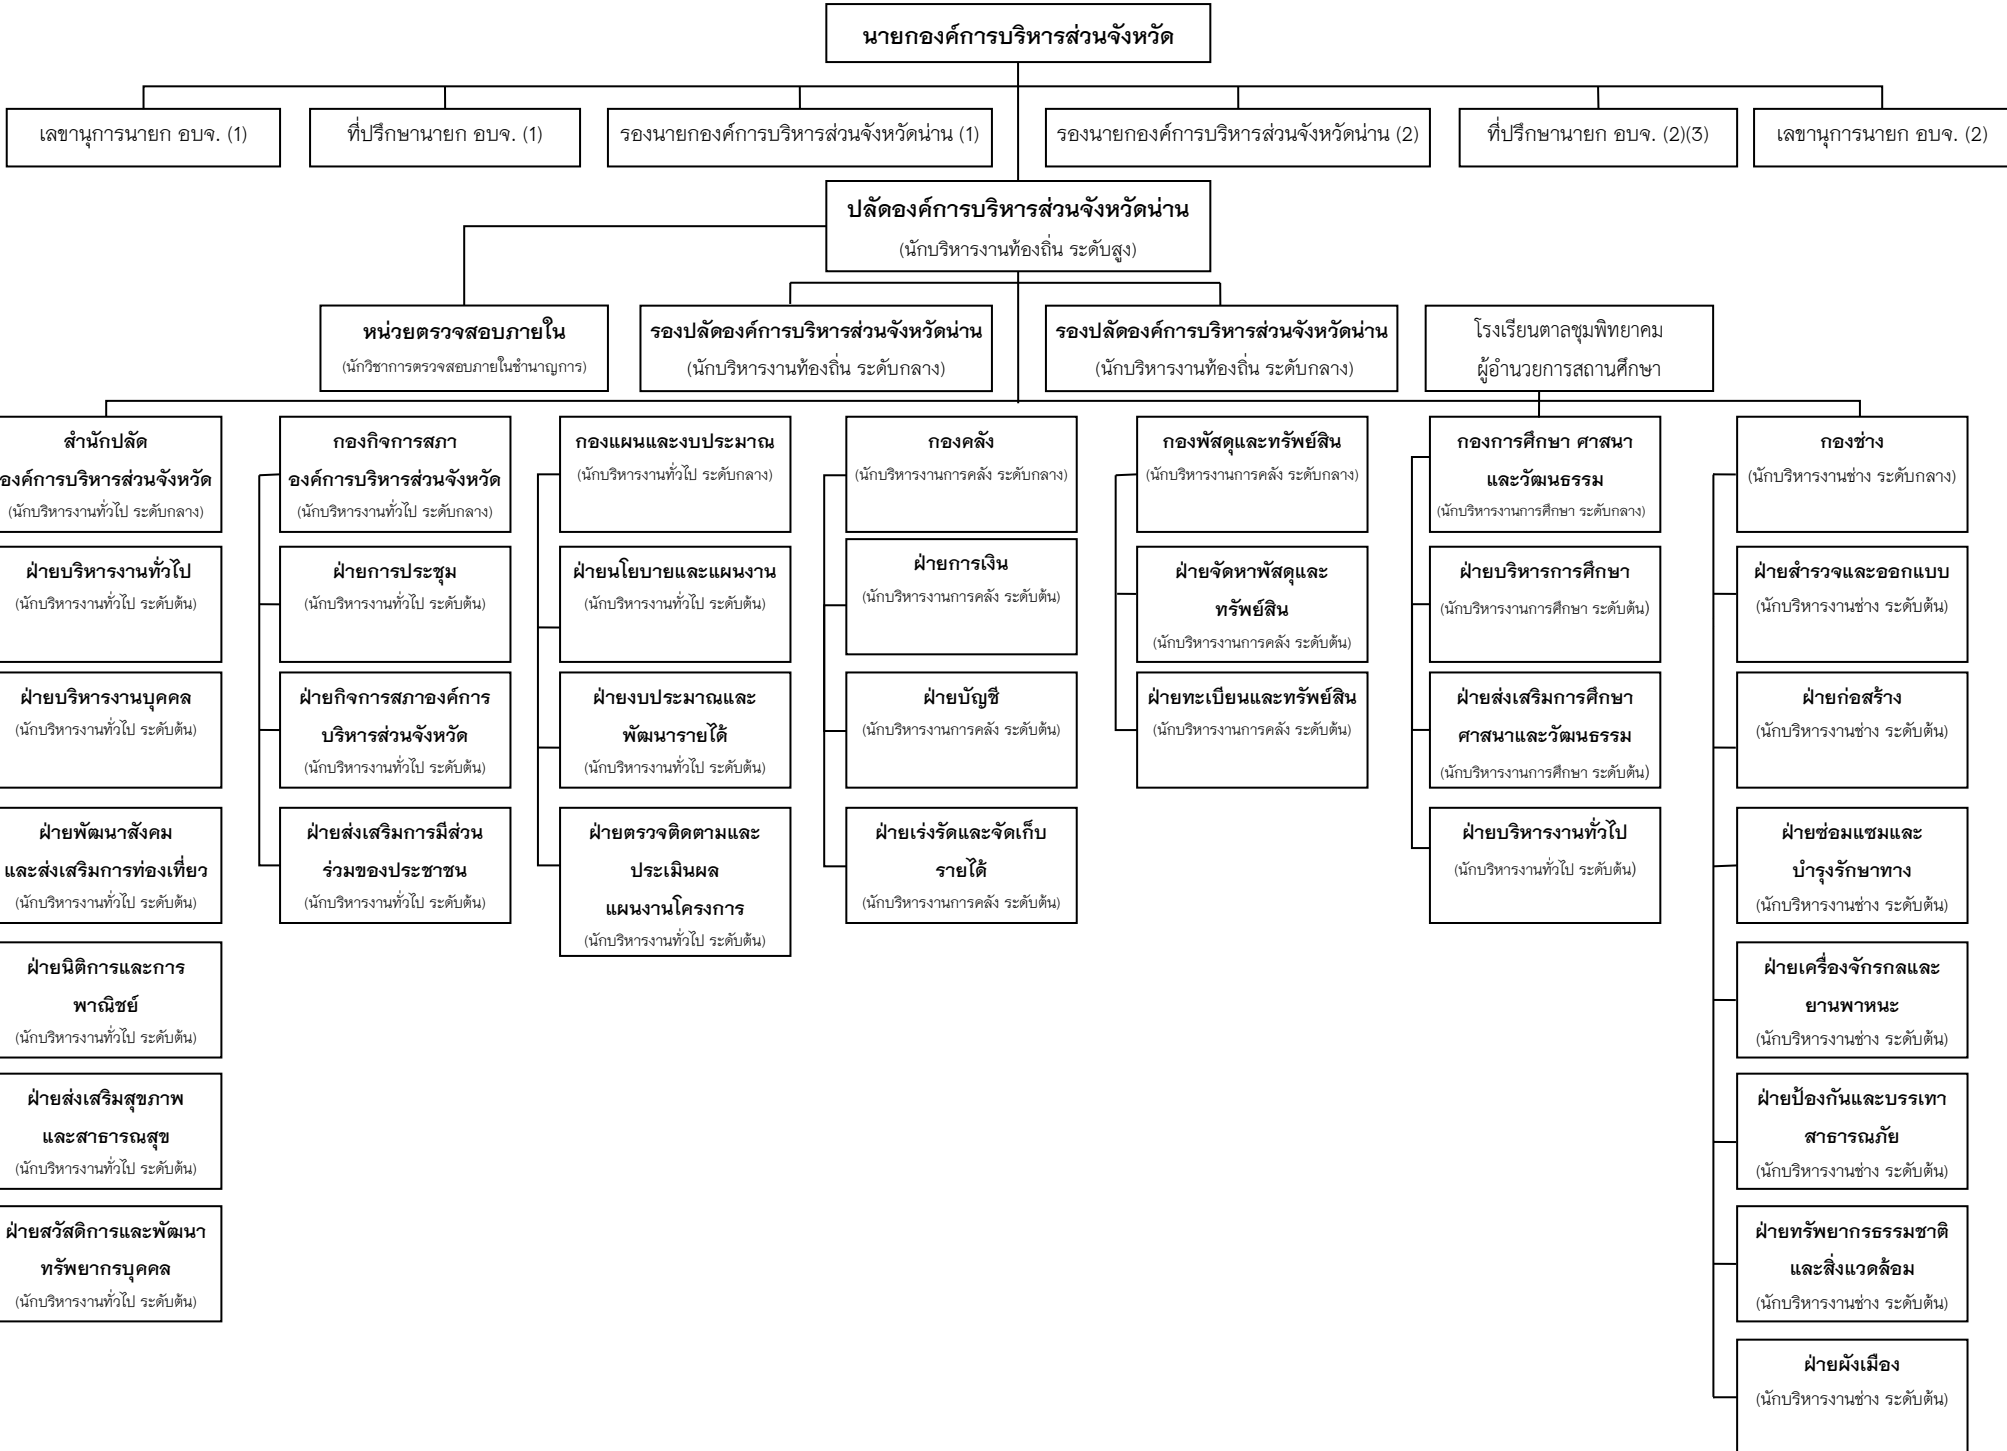 นายกองค์การบริหารส่วนจังหวัด
เลขานุการนายก อบจ. (1)
ที่ปรึกษานายก อบจ. (1)
รองนายกองค์การบริหารส่วนจังหวัดน่าน (1)
รองนายกองค์การบริหารส่วนจังหวัดน่าน (2)
ที่ปรึกษานายก อบจ. (2)(3)
เลขานุการนายก อบจ. (2)
ปลัดองค์การบริหารส่วนจังหวัดน่าน
(นักบริหารงานท้องถิ่น ระดับสูง)
หน่วยตรวจสอบภายใน
(นักวิชาการตรวจสอบภายในชำนาญการ)
รองปลัดองค์การบริหารส่วนจังหวัดน่าน
(นักบริหารงานท้องถิ่น ระดับกลาง)
รองปลัดองค์การบริหารส่วนจังหวัดน่าน
(นักบริหารงานท้องถิ่น ระดับกลาง)
โรงเรียนตาลชุมพิทยาคม
ผู้อำนวยการสถานศึกษา
สำนักปลัด
องค์การบริหารส่วนจังหวัด
(นักบริหารงานทั่วไป ระดับกลาง)
ฝ่ายบริหารงานทั่วไป
(นักบริหารงานทั่วไป ระดับต้น)
ฝ่ายบริหารงานบุคคล
(นักบริหารงานทั่วไป ระดับต้น)
ฝ่ายพัฒนาสังคม
และส่งเสริมการท่องเที่ยว
(นักบริหารงานทั่วไป ระดับต้น)
ฝ่ายนิติการและการ
พาณิชย์
(นักบริหารงานทั่วไป ระดับต้น)
ฝ่ายส่งเสริมสุขภาพ
และสาธารณสุข
(นักบริหารงานทั่วไป ระดับต้น)
ฝ่ายสวัสดิการและพัฒนา
ทรัพยากรบุคคล
(นักบริหารงานทั่วไป ระดับต้น)
กองกิจการสภา
องค์การบริหารส่วนจังหวัด
(นักบริหารงานทั่วไป ระดับกลาง)
ฝ่ายการประชุม
(นักบริหารงานทั่วไป ระดับต้น)
ฝ่ายกิจการสภาองค์การ
บริหารส่วนจังหวัด
(นักบริหารงานทั่วไป ระดับต้น)
ฝ่ายส่งเสริมการมีส่วน
ร่วมของประชาชน
(นักบริหารงานทั่วไป ระดับต้น)
กองแผนและงบประมาณ
(นักบริหารงานทั่วไป ระดับกลาง)
ฝ่ายนโยบายและแผนงาน
(นักบริหารงานทั่วไป ระดับต้น)
ฝ่ายงบประมาณและ
พัฒนารายได้
(นักบริหารงานทั่วไป ระดับต้น)
ฝ่ายตรวจติดตามและ
ประเมินผล
แผนงานโครงการ
(นักบริหารงานทั่วไป ระดับต้น)
กองคลัง
(นักบริหารงานการคลัง ระดับกลาง)
ฝ่ายการเงิน
(นักบริหารงานการคลัง ระดับต้น)
ฝ่ายบัญชี
(นักบริหารงานการคลัง ระดับต้น)
ฝ่ายเร่งรัดและจัดเก็บ
รายได้
(นักบริหารงานการคลัง ระดับต้น)
กองพัสดุและทรัพย์สิน
(นักบริหารงานการคลัง ระดับกลาง)
ฝ่ายจัดหาพัสดุและ
ทรัพย์สิน
(นักบริหารงานการคลัง ระดับต้น)
ฝ่ายทะเบียนและทรัพย์สิน
(นักบริหารงานการคลัง ระดับต้น)
กองการศึกษา ศาสนา
และวัฒนธรรม
(นักบริหารงานการศึกษา ระดับกลาง)
ฝ่ายบริหารการศึกษา
(นักบริหารงานการศึกษา ระดับต้น)
ฝ่ายส่งเสริมการศึกษา
ศาสนาและวัฒนธรรม
(นักบริหารงานการศึกษา ระดับต้น)
ฝ่ายบริหารงานทั่วไป
(นักบริหารงานทั่วไป ระดับต้น)
กองช่าง
(นักบริหารงานช่าง ระดับกลาง)
ฝ่ายสำรวจและออกแบบ
(นักบริหารงานช่าง ระดับต้น)
ฝ่ายก่อสร้าง
(นักบริหารงานช่าง ระดับต้น)
ฝ่ายซ่อมแซมและ
บำรุงรักษาทาง
(นักบริหารงานช่าง ระดับต้น)
ฝ่ายเครื่องจักรกลและ
ยานพาหนะ
(นักบริหารงานช่าง ระดับต้น)
ฝ่ายป้องกันและบรรเทา
สาธารณภัย
(นักบริหารงานช่าง ระดับต้น)
ฝ่ายทรัพยากรธรรมชาติ
และสิ่งแวดล้อม
(นักบริหารงานช่าง ระดับต้น)
ฝ่ายผังเมือง
(นักบริหารงานช่าง ระดับต้น)